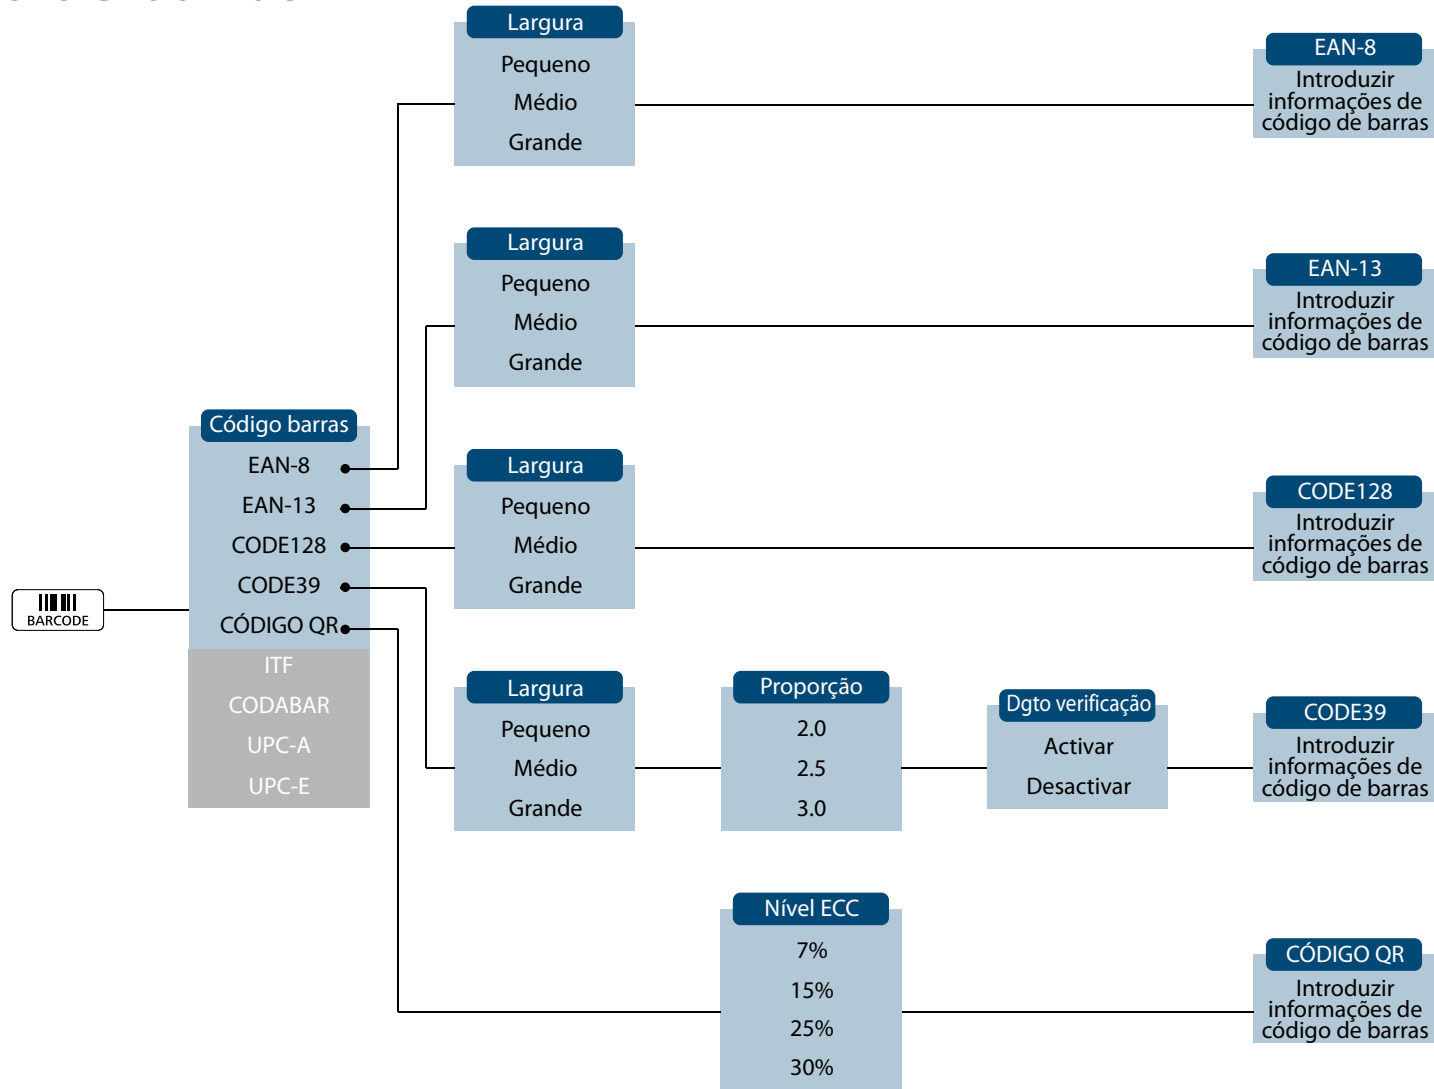 Largura
Pequeno
Médio
Grande
EAN-8
Introduzir
informações de
código de barras
Largura
Pequeno
Médio
Grande
EAN-13
Introduzir
informações de
código de barras
BARCODE
Código barras
EAN-8
EAN-13
CODE128
CODE39
CÓDIGO QR
ITF
CODABAR
UPC-A
UPC-E
Largura
Pequeno
Médio
Grande
CODE128
Introduzir
informações de
código de barras
Largura
Pequeno
Médio
Grande
Proporção
2.0
2.5
3.0
Dgto verificação
Activar
Desactivar
CODE39
Introduzir
informações de
código de barras
Nível ECC
7%
15%
25%
30%
CÓDIGO QR
Introduzir
informações de
código de barras